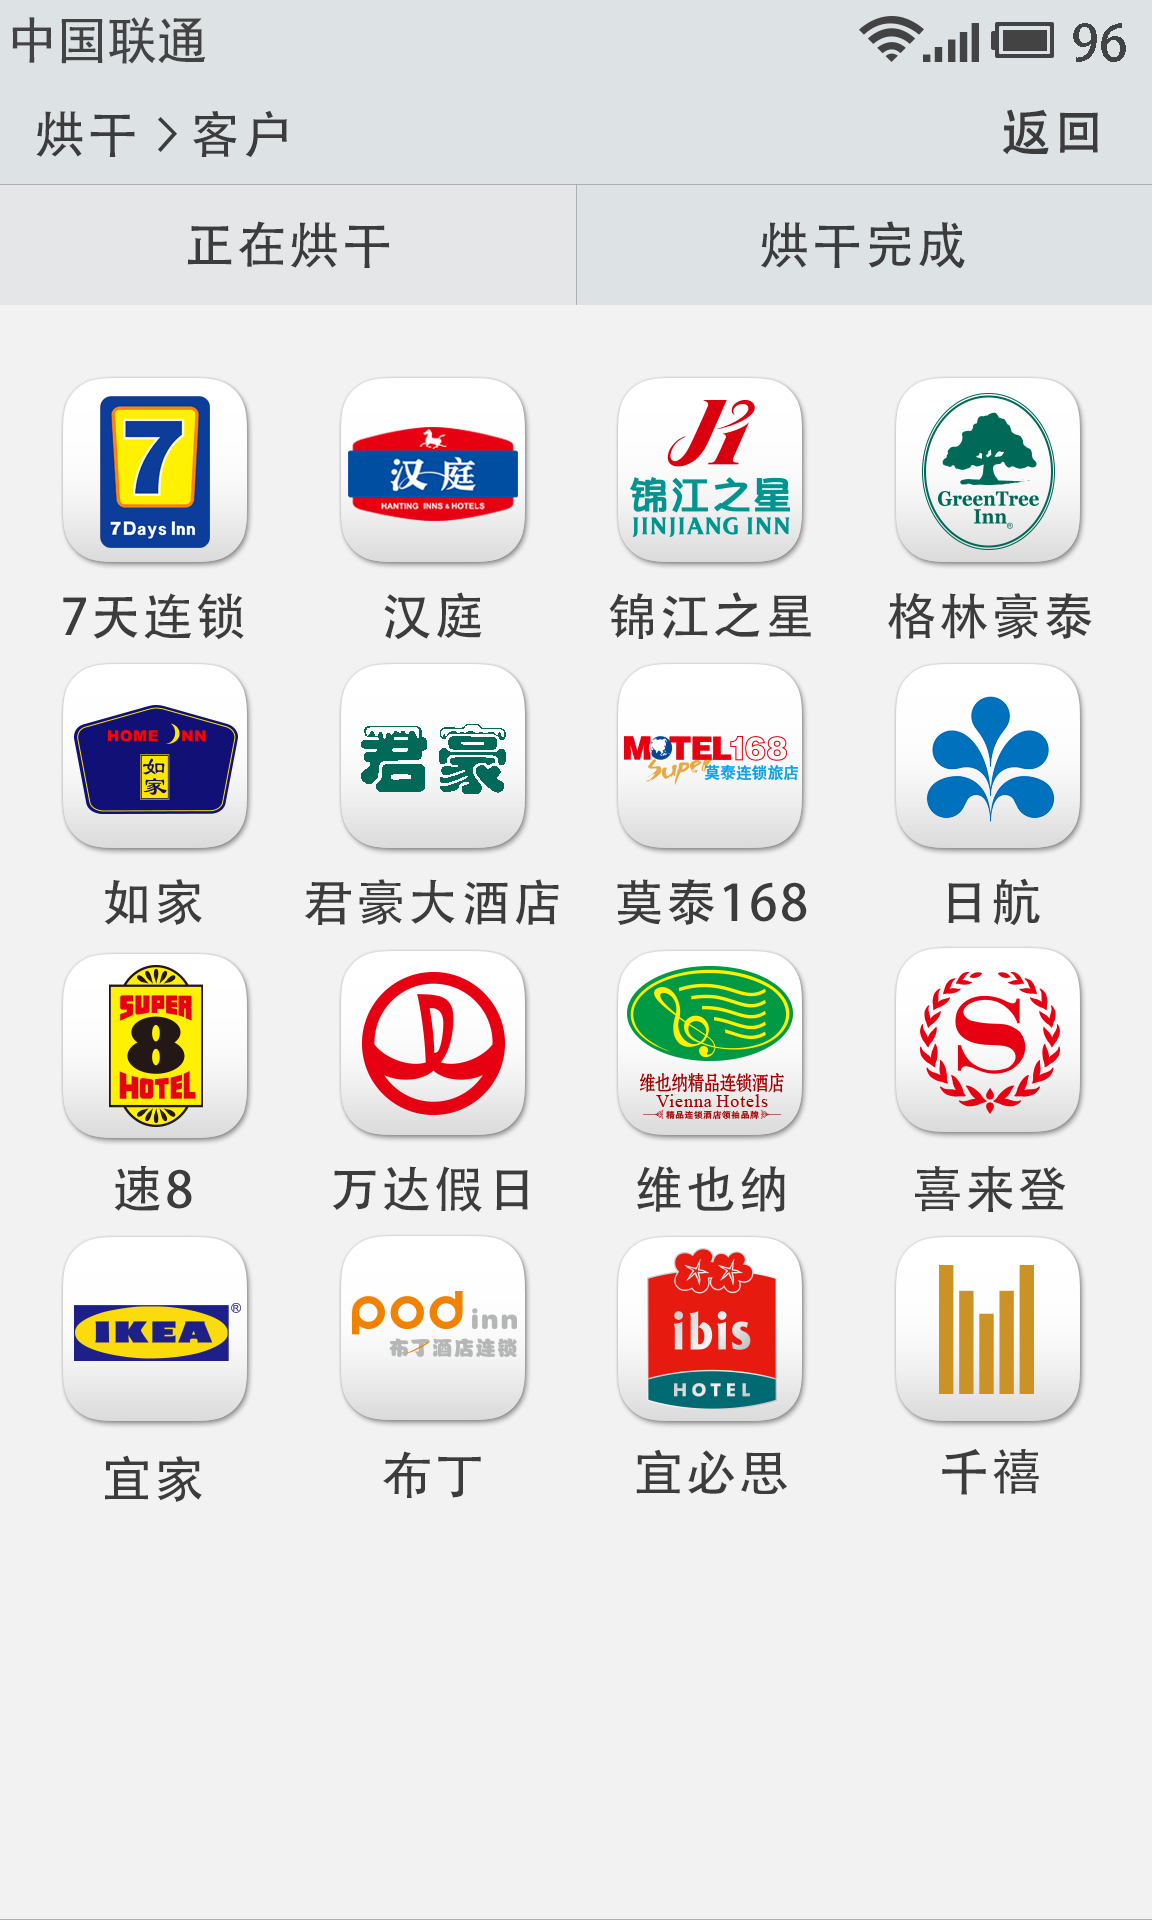 中国联通 96
烘干 > 客户 返回
正在烘干 烘干完成
7
7Days Inn
汉庭
HANTING INNS & HOTELS
JI
锦江之星
JINJIANG INN
GreenTree
Inn®
7天连锁 汉庭 锦江之星 格林豪泰
HOME INN
如
家
君豪
MOTEL168
Super莫泰连锁旅店
如家 君豪大酒店 莫泰168 日航
SUPER
8
HOTEL
维也纳精品连锁酒店
Vienna Hotels
精品连锁酒店领袖品牌
S
速8 万达假日 维也纳 喜来登
IKEA®
pod inn
布丁酒店连锁
ibis
HOTEL
宜家 布丁 宜必思 千禧